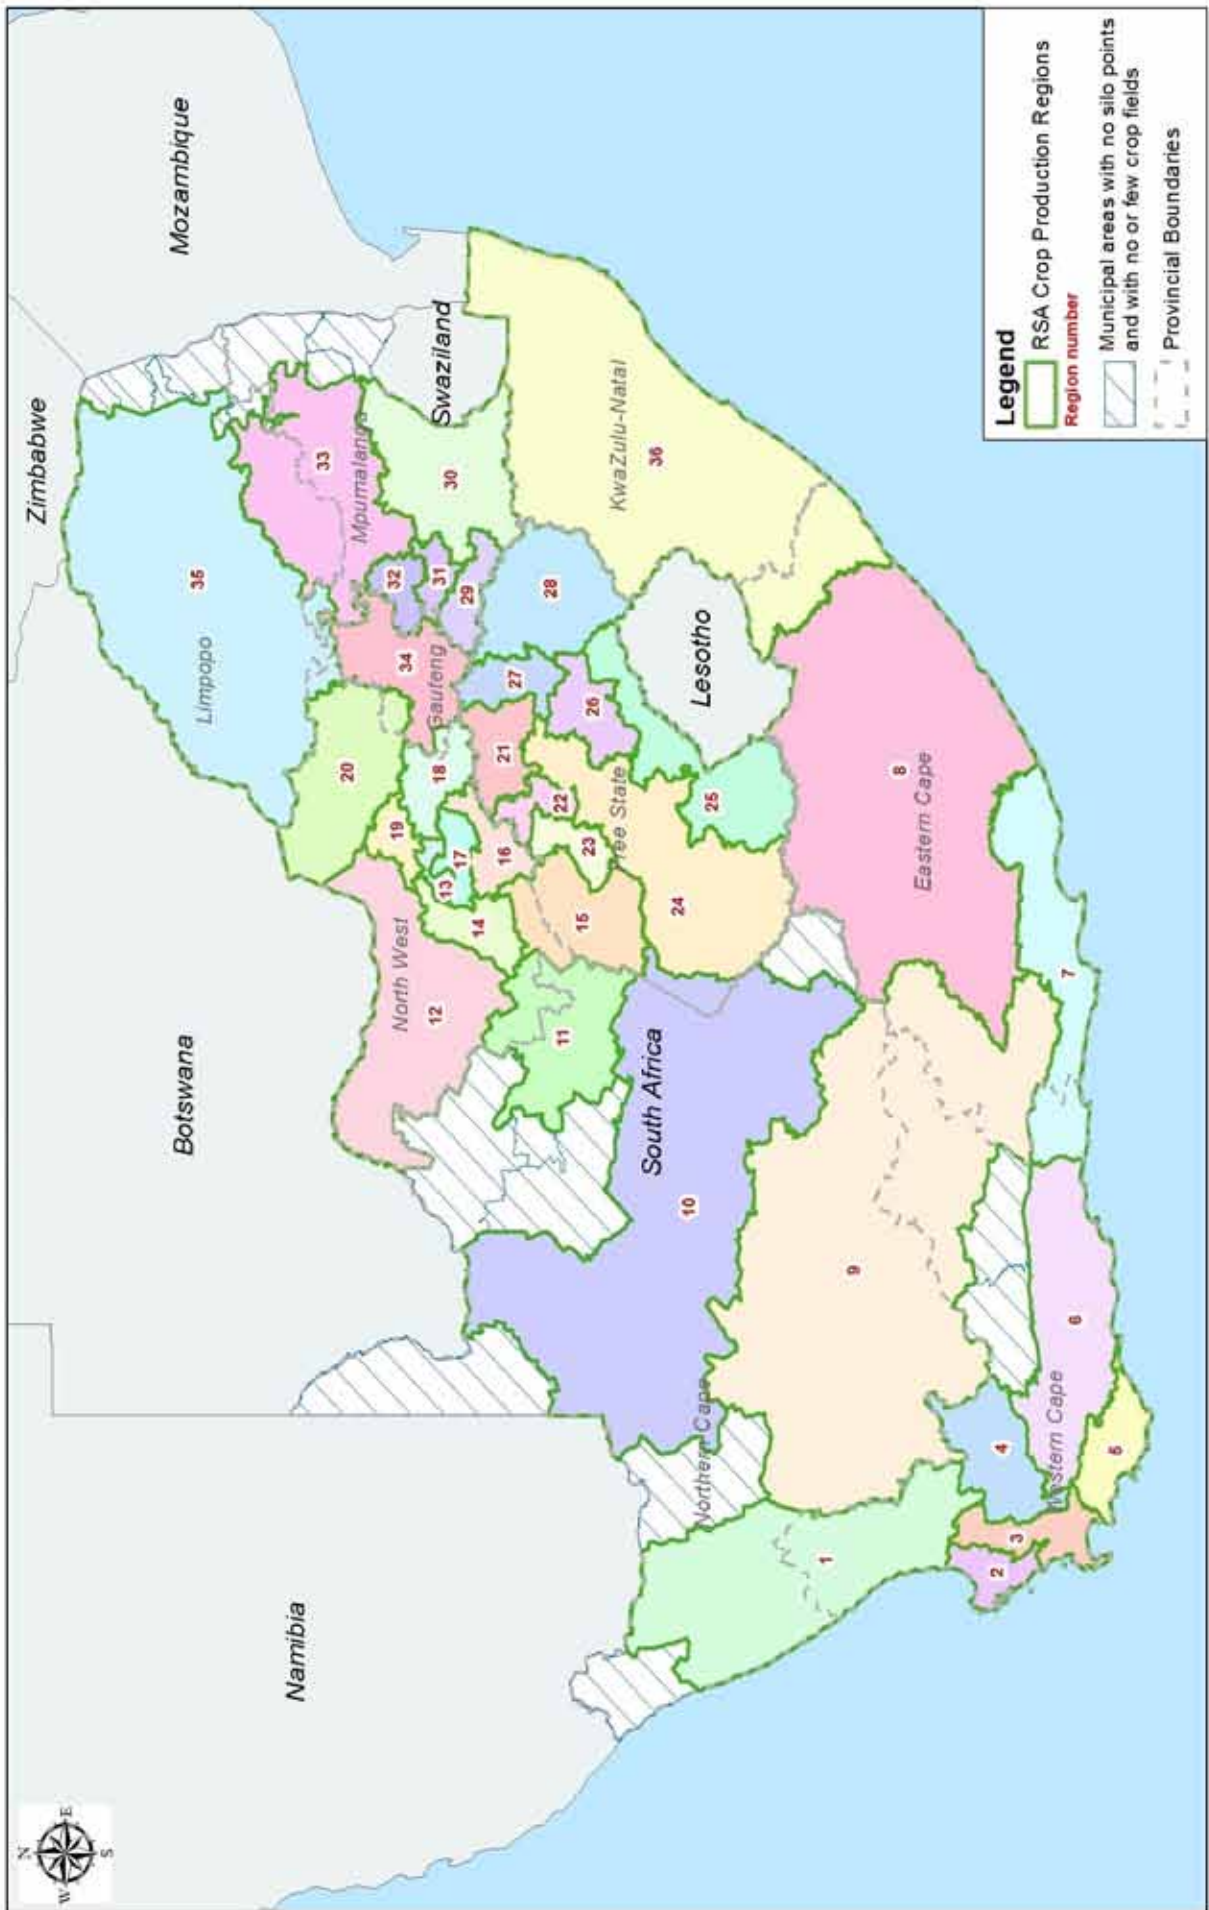 N
W
E
S
Namibia
Botswana
Zimbabwe
Mozambique
Swaziland
Lesotho
South Africa
Limpopo
Mpumalanga
Gauteng
North West
Free State
KwaZulu-Natal
Northern Cape
Eastern Cape
Western Cape
1
2
3
4
5
6
7
8
9
10
11
12
13
14
15
16
17
18
19
20
21
22
23
24
25
26
27
28
29
30
31
32
33
34
35
36
Legend
RSA Crop Production Regions
Region number
Municipal areas with no silo points
and with no or few crop fields
Provincial Boundaries